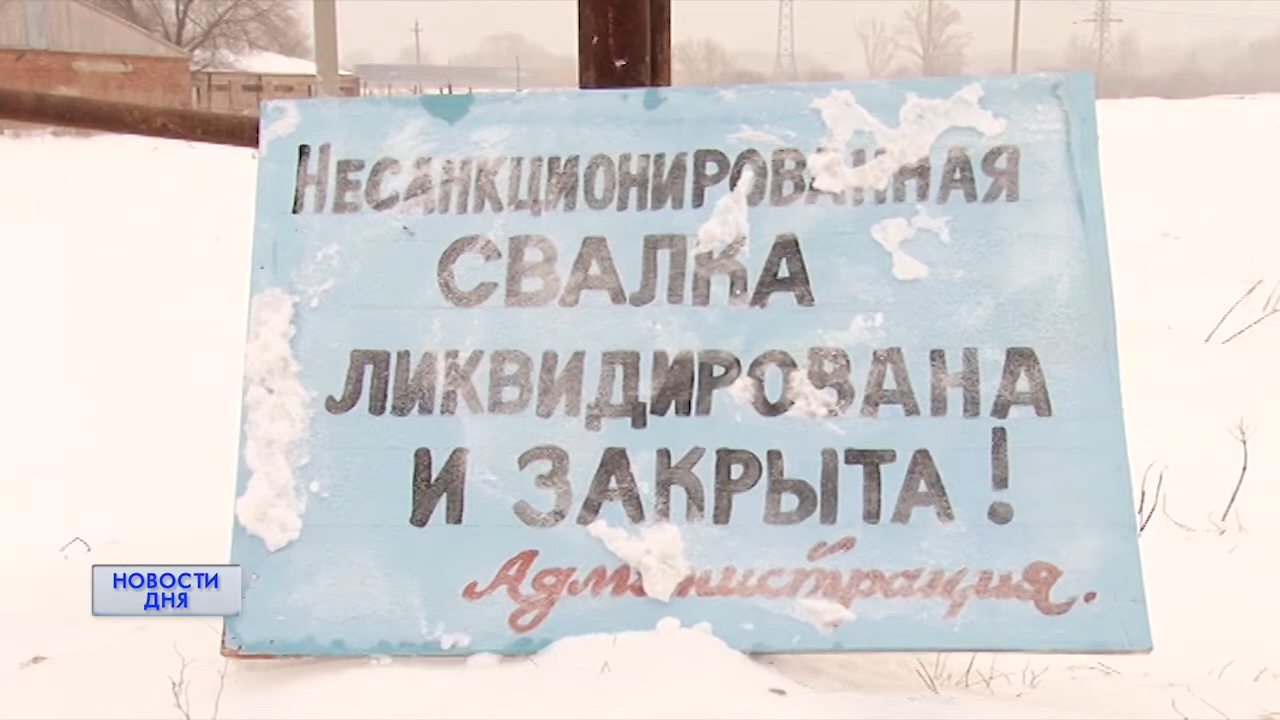 Несанкционированная
свалка
ликвидирована
и закрыта!
Администрация.
НОВОСТИ
ДНЯ